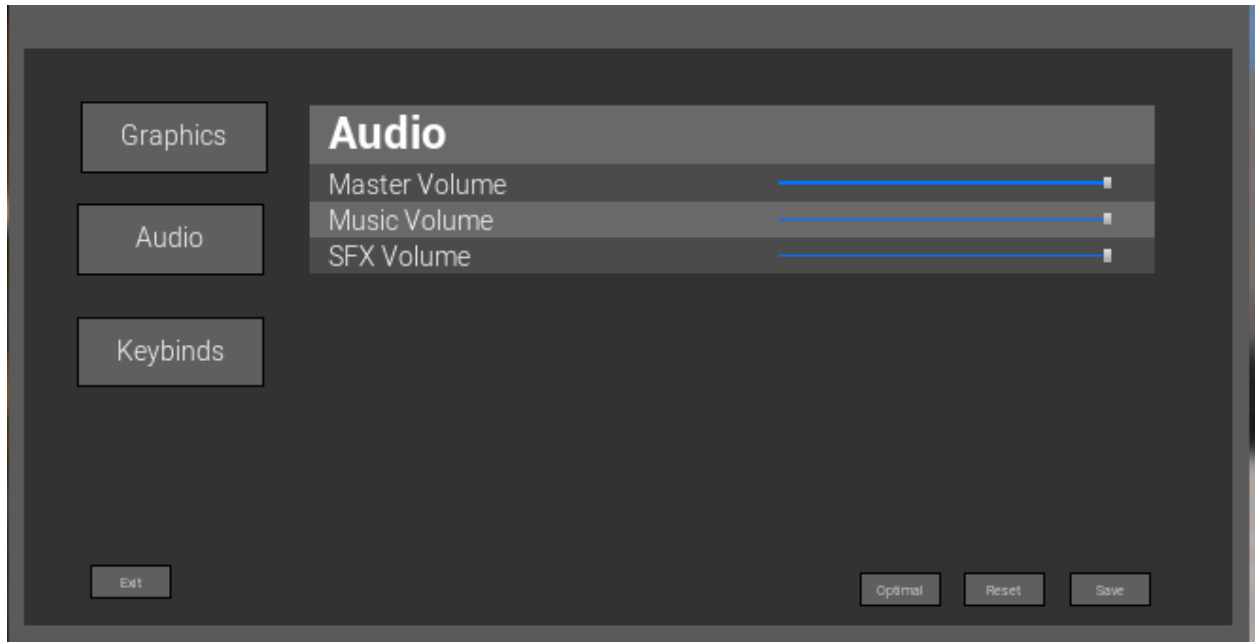 Graphics
Audio
Keybinds
Audio
Master Volume
Music Volume
SFX Volume
Exit
Optimal
Reset
Save